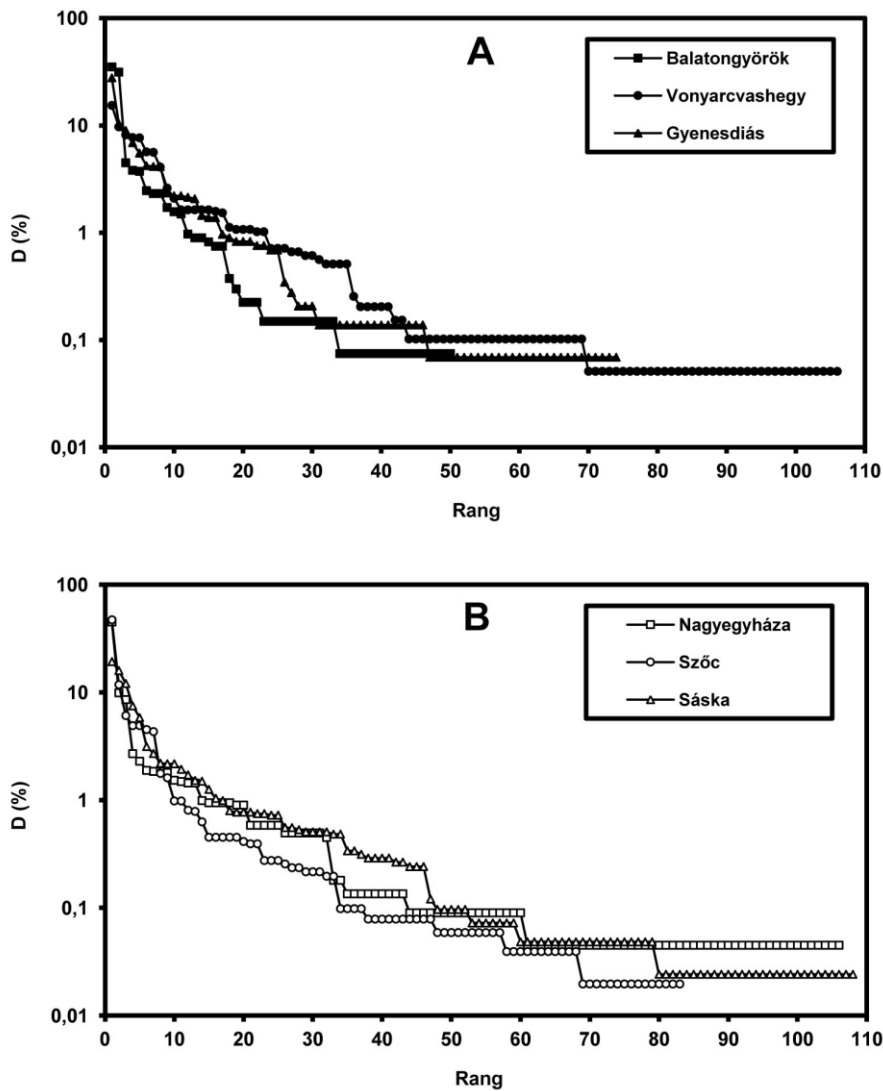 A
Balatongyörök
Vonyarcvashegy
Gyenesdiás
D (%)
100
10
1
0,1
0,01
0 10 20 30 40 50 60 70 80 90 100 110
Rang
B
Nagyegyháza
Szőc
Sáska
D (%)
100
10
1
0,1
0,01
0 10 20 30 40 50 60 70 80 90 100 110
Rang